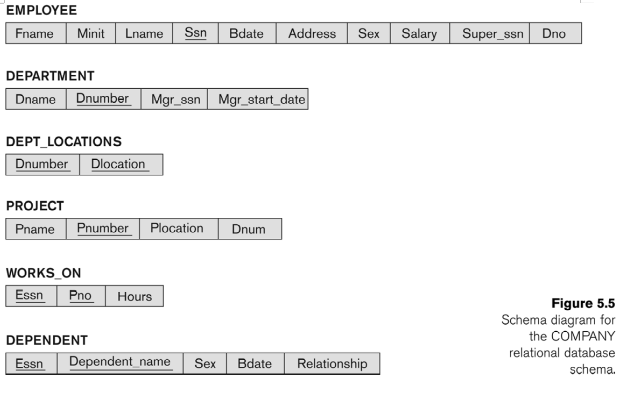 EMPLOYEE
Fname Minit Lname Ssn Bdate Address Sex Salary Super_ssn Dno
DEPARTMENT
Dname Dnumber Mgr_ssn Mgr_start_date
DEPT_LOCATIONS
Dnumber Dlocation
PROJECT
Pname Pnumber Plocation Dnum
WORKS_ON
Essn Pno Hours
DEPENDENT
Essn Dependent_name Sex Bdate Relationship
Figure 5.5
Schema diagram for
the COMPANY
relational database
schema.